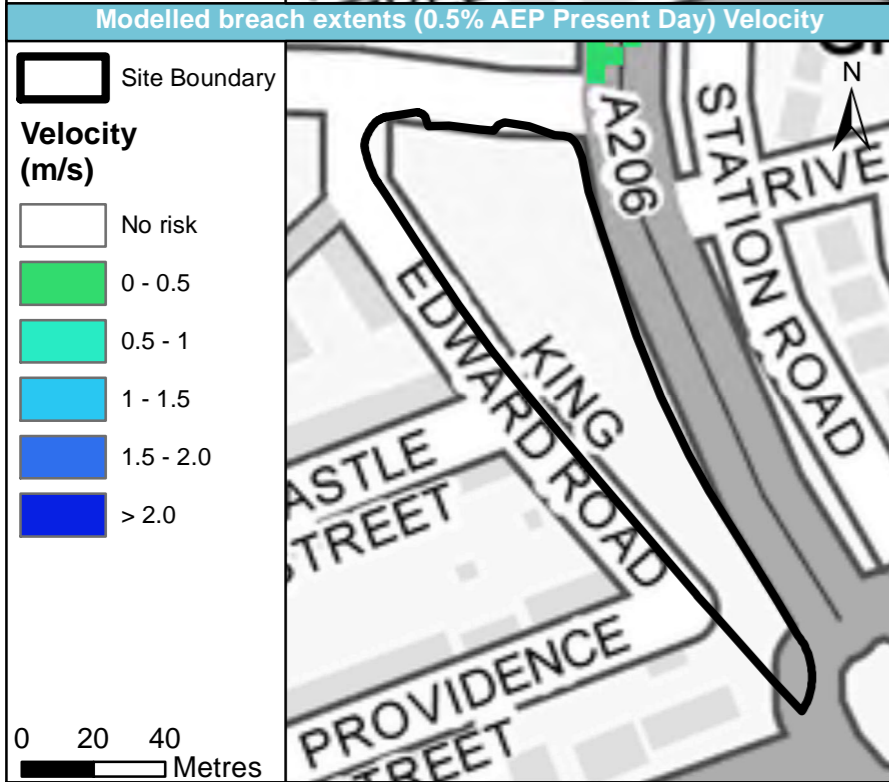 Modelled breach extents (0.5% AEP Present Day) Velocity
Site Boundary
Velocity
(m/s)
No risk
0 - 0.5
0.5 - 1
1 - 1.5
1.5 - 2.0
> 2.0
0 20 40
Metres
N
A206
STATION ROAD
RIVE
KING
EDWARD ROAD
ASTLE
STREET
PROVIDENCE
STREET